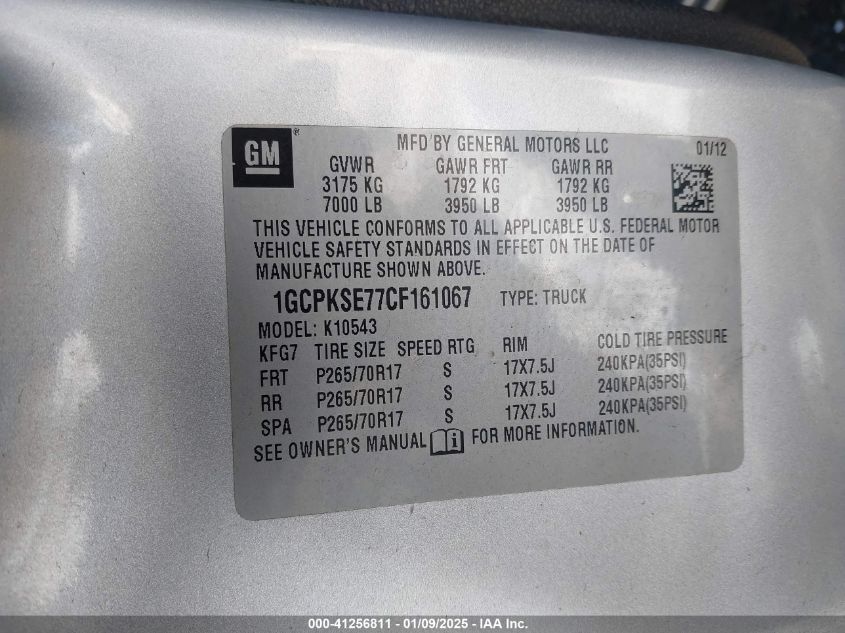 GM®
MFD BY GENERAL MOTORS LLC 01/12
GVWR GAWR FRT GAWR RR
3175 KG 1792 KG 1792 KG
7000 LB 3950 LB 3950 LB
THIS VEHICLE CONFORMS TO ALL APPLICABLE U.S. FEDERAL MOTOR
VEHICLE SAFETY STANDARDS IN EFFECT ON THE DATE OF
MANUFACTURE SHOWN ABOVE.
1GCPKSE77CF161067 TYPE: TRUCK
MODEL: K10543
KFG7 TIRE SIZE SPEED RTG RIM COLD TIRE PRESSURE
FRT P265/70R17 S 17X7.5J 240KPA(35PSI)
RR P265/70R17 S 17X7.5J 240KPA(35PSI)
SPA P265/70R17 S 17X7.5J 240KPA(35PSI)
SEE OWNER'S MANUAL i FOR MORE INFORMATION.
000-41256811 - 01/09/2025 - IAA Inc.